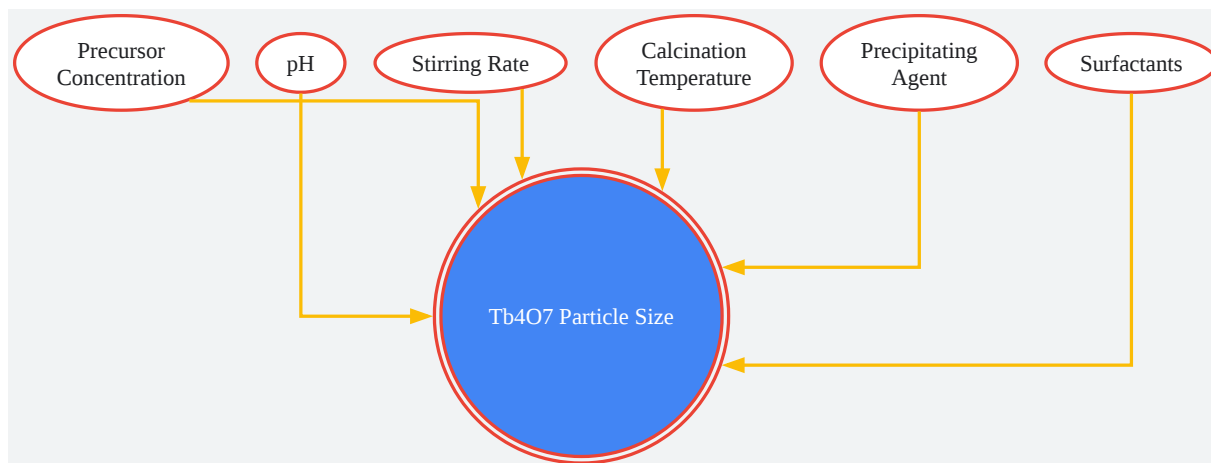 Precursor
Concentration
pH
Stirring Rate
Calcination
Temperature
Precipitating
Agent
Surfactants
Tb4O7 Particle Size